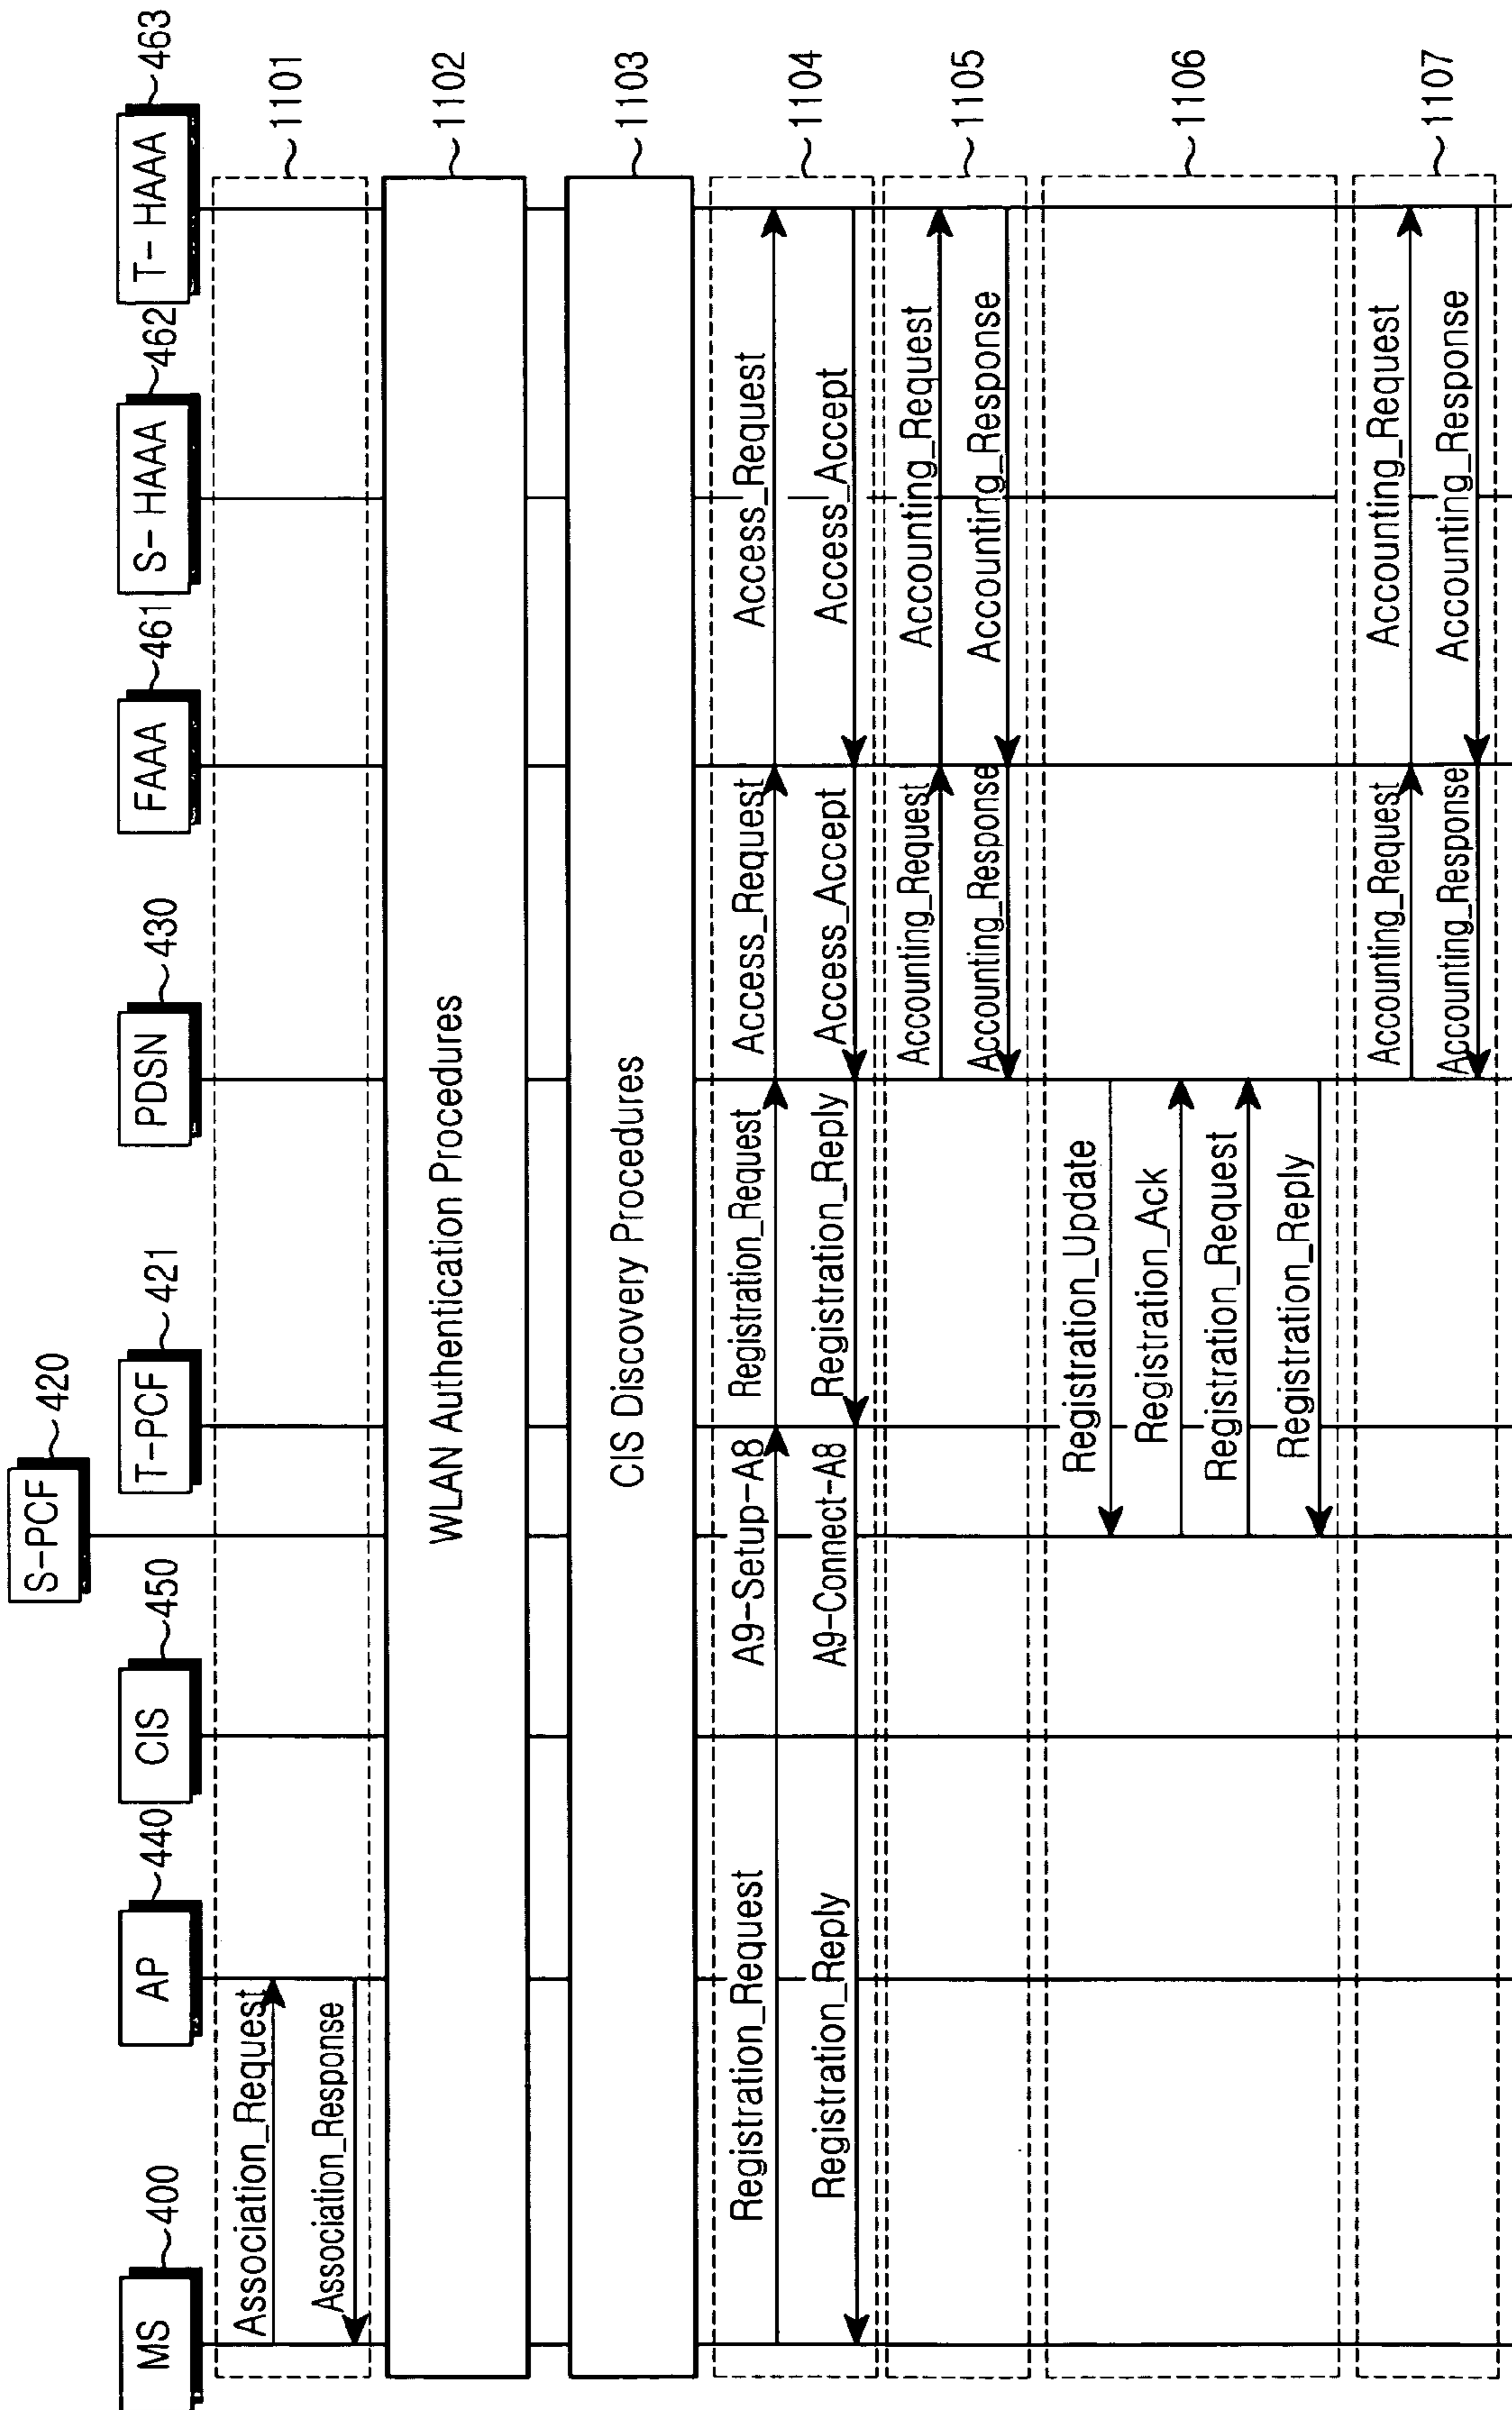 S-PCF ~420
MS ~400
AP ~440
CIS ~450
T-PCF ~421
PDSN ~430
FAAA ~461
S-HAAA ~462
T-HAAA ~463
Association_Request
Association_Response
~1101
WLAN Authentication Procedures
~1102
CIS Discovery Procedures
~1103
Registration_Request
A9-Setup-A8
Registration_Request
Access_Request
Access_Request
Registration_Reply
A9-Connect-A8
Registration_Reply
Access_Accept
Access_Accept
~1104
Accounting_Request
Accounting_Request
Accounting_Response
Accounting_Response
~1105
Registration_Update
Registration_Ack
Registration_Request
Registration_Reply
~1106
Accounting_Request
Accounting_Request
Accounting_Response
Accounting_Response
~1107